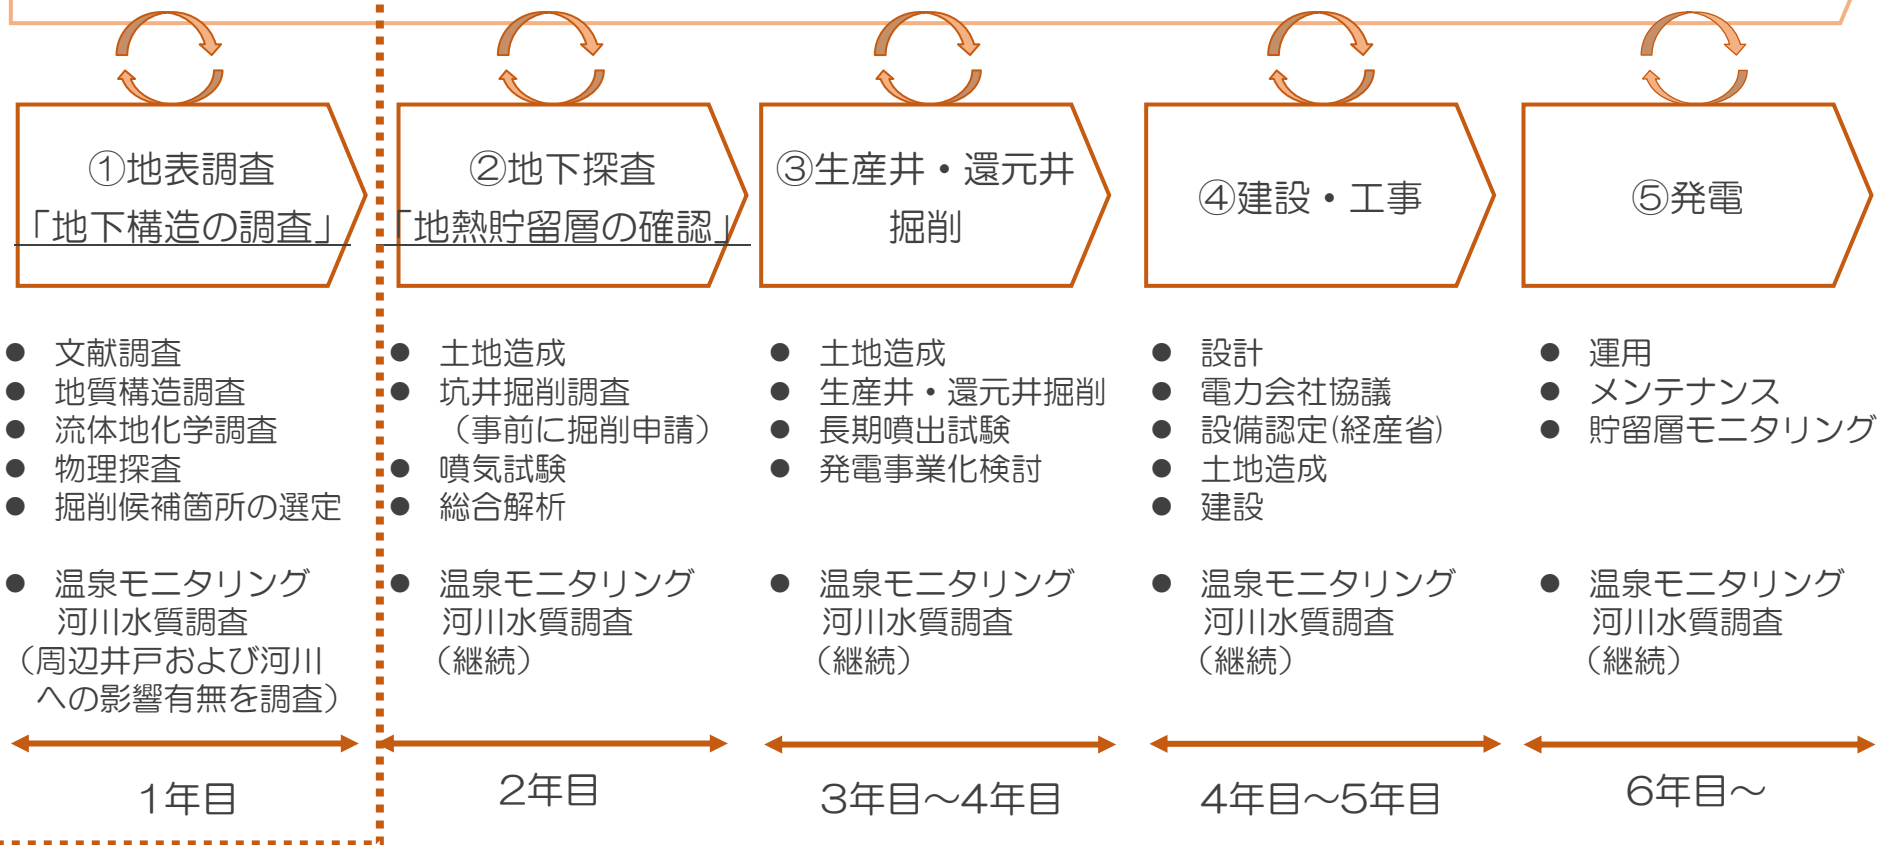 ①地表調査
「地下構造の調査」
②地下探査
「地熱貯留層の確認」
③生産井・還元井
掘削
④建設・工事
⑤発電
● 文献調査
● 地質構造調査
● 流体地化学調査
● 物理探査
● 掘削候補箇所の選定
● 温泉モニタリング
河川水質調査
（周辺井戸および河川
への影響有無を調査）
● 土地造成
● 坑井掘削調査
（事前に掘削申請）
● 噴気試験
● 総合解析
● 温泉モニタリング
河川水質調査
（継続）
● 土地造成
● 生産井・還元井掘削
● 長期噴出試験
● 発電事業化検討
● 温泉モニタリング
河川水質調査
（継続）
● 設計
● 電力会社協議
● 設備認定(経産省)
● 土地造成
● 建設
● 温泉モニタリング
河川水質調査
（継続）
● 運用
● メンテナンス
● 貯留層モニタリング
● 温泉モニタリング
河川水質調査
（継続）
1年目
2年目
3年目～4年目
4年目～5年目
6年目～